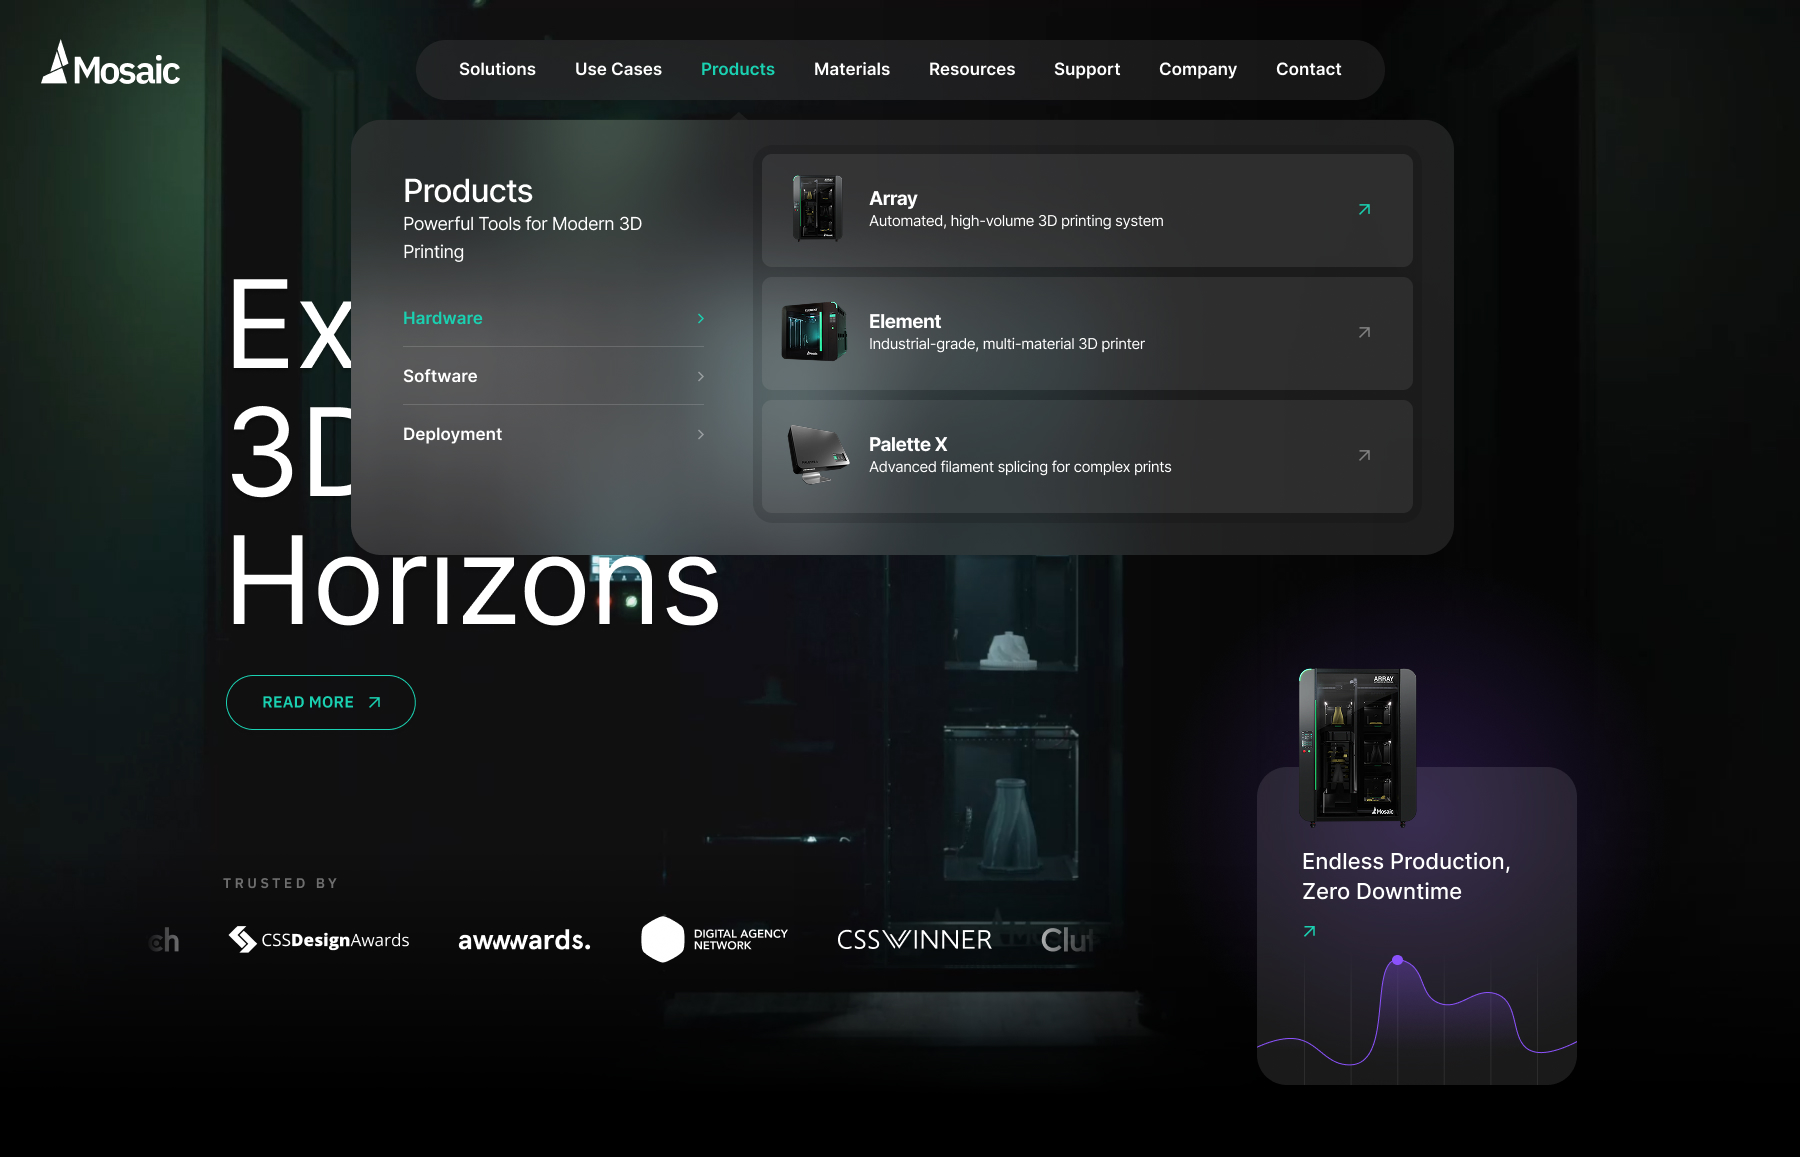 Mosaic
Solutions
Use Cases
Products
Materials
Resources
Support
Company
Contact
Products
Powerful Tools for Modern 3D
Printing
Hardware
Software
Deployment
Array
Automated, high-volume 3D printing system
Element
Industrial-grade, multi-material 3D printer
Palette X
Advanced filament splicing for complex prints
Ex
3D
Horizons
READ MORE
TRUSTED BY
ch
CSSDesignAwards
awwwards.
DIGITAL AGENCY
NETWORK
CSSWINNER
Clut
ARRAY
Mosaic
Endless Production,
Zero Downtime